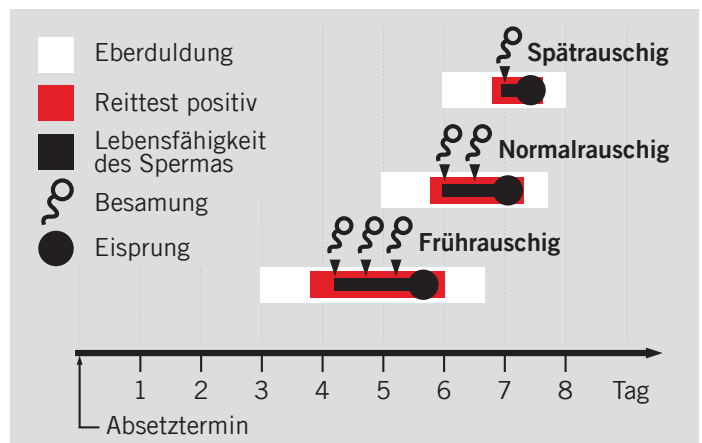 Eberduldung
Reittest positiv
Lebensfähigkeit
des Spermas
Besamung
Eisprung
Spätrauschig
Normalrauschig
Frührauschig
1 2 3 4 5 6 7 8 Tag
Absetztermin